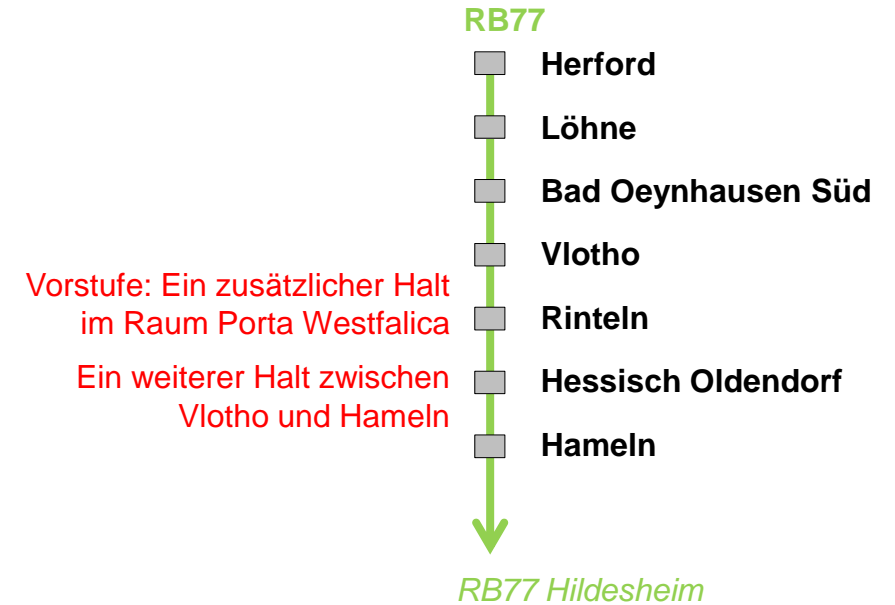 RB77
Herford
Löhne
Bad Oeynhausen Süd
Vlotho
Vorstufe: Ein zusätzlicher Halt
im Raum Porta Westfalica
Rinteln
Ein weiterer Halt zwischen
Vlotho und Hameln
Hessisch Oldendorf
Hameln
RB77 Hildesheim